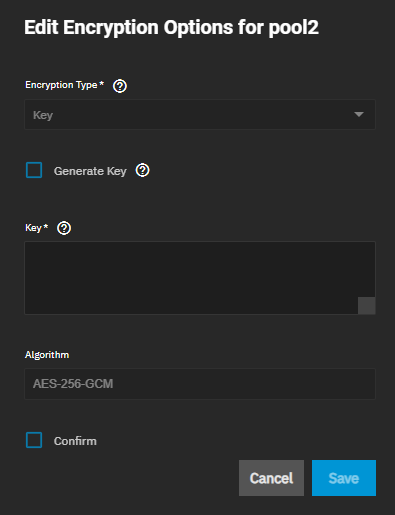 Edit Encryption Options for pool2
Encryption Type *
Key
Generate Key
Key *
Algorithm
AES-256-GCM
Confirm
Cancel Save